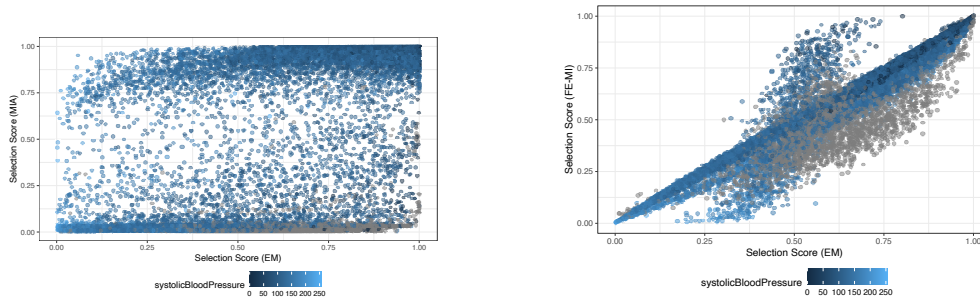 1.00
0.75
0.50
0.25
0.00
Selection Score (MIA)
0.00 0.25 0.50 0.75 1.00
Selection Score (EM)
systolicBloodPressure
0 50 100 150 200 250
1.00
0.75
0.50
0.25
0.00
Selection Score (FE-MI)
0.00 0.25 0.50 0.75 1.00
Selection Score (EM)
systolicBloodPressure
0 50 100 150 200 250